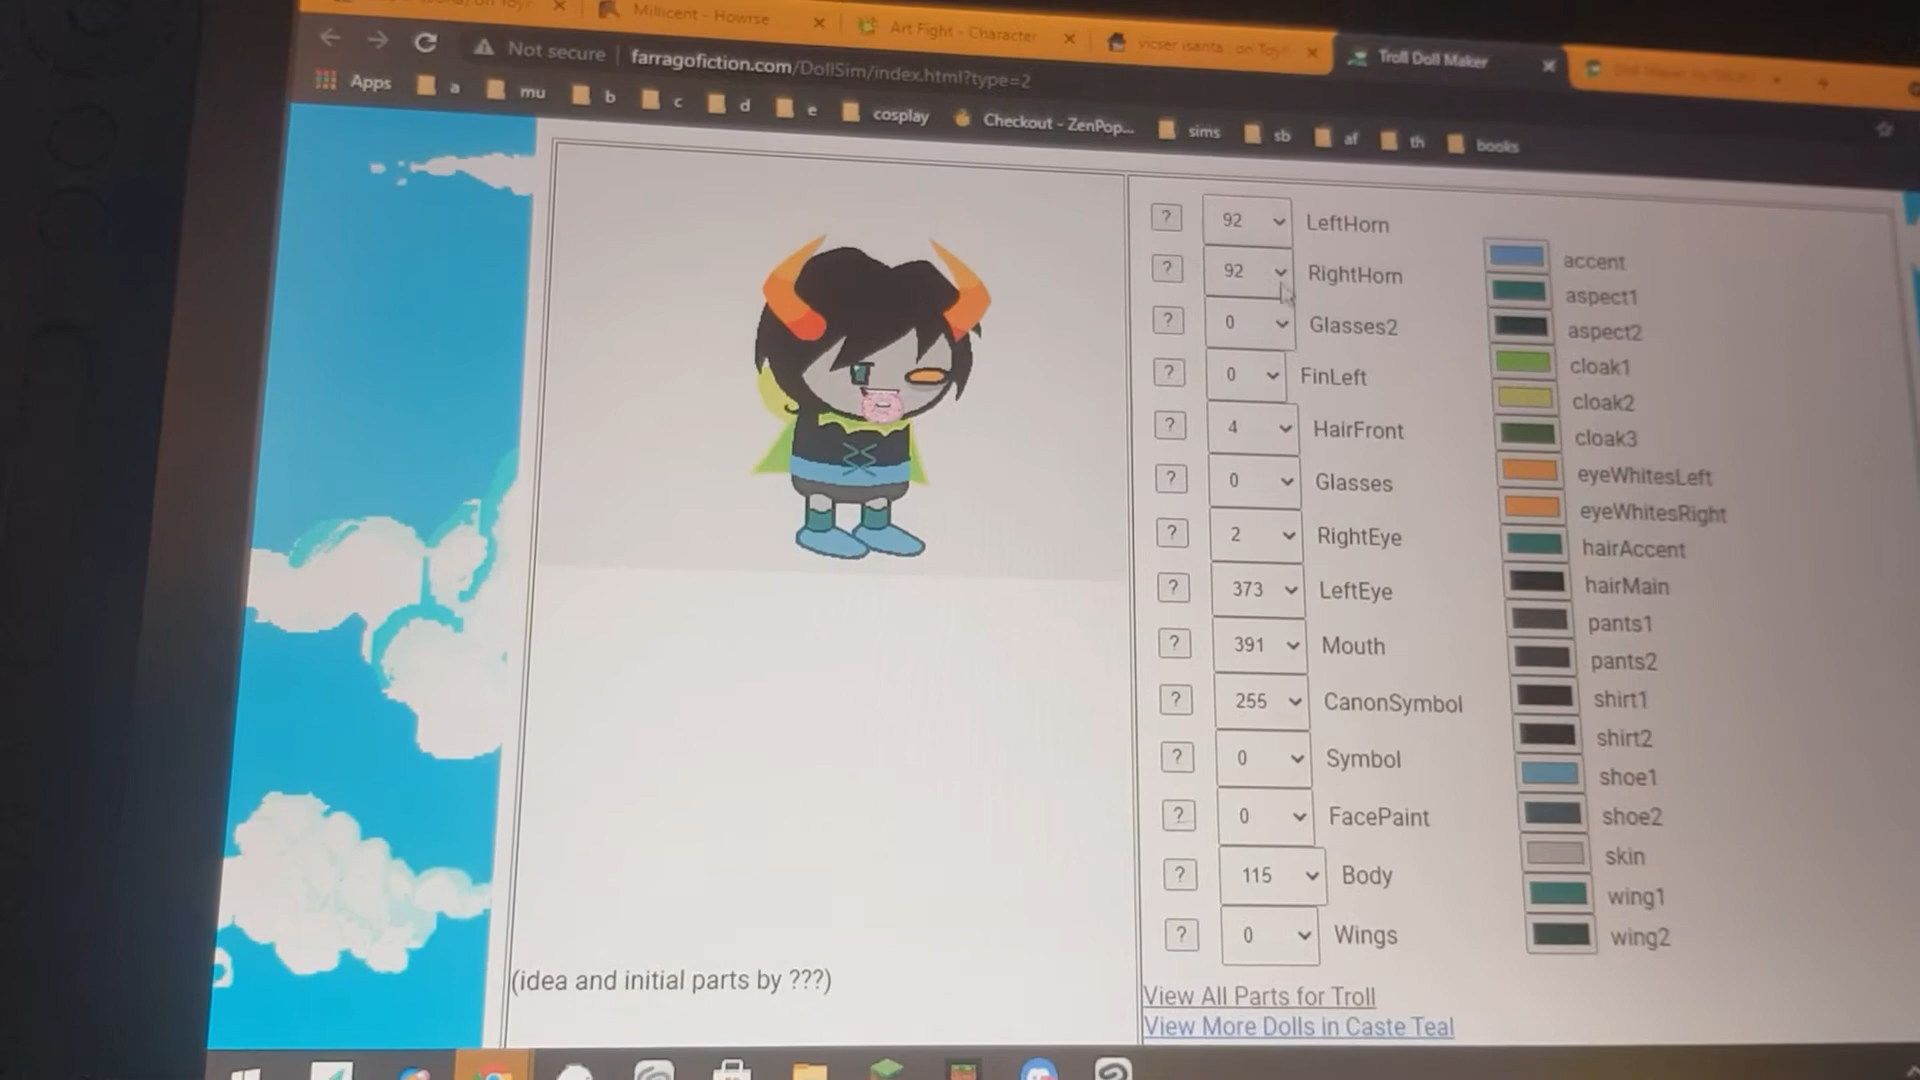 Millicent - Howrse
Art Fight - Character
vicser isanta on Toy
Troll Doll Maker
Not secure
farragofiction.com/DollSim/index.html?type=2
Apps
a
mu
b
c
d
e
cosplay
Checkout - ZenPop...
sims
sb
af
th
books
? 92 LeftHorn
? 92 RightHorn
? 0 Glasses2
? 0 FinLeft
? 4 HairFront
? 0 Glasses
? 2 RightEye
? 373 LeftEye
? 391 Mouth
? 255 CanonSymbol
? 0 Symbol
? 0 FacePaint
? 115 Body
? 0 Wings
accent
aspect1
aspect2
cloak1
cloak2
cloak3
eyeWhitesLeft
eyeWhitesRight
hairAccent
hairMain
pants1
pants2
shirt1
shirt2
shoe1
shoe2
skin
wing1
wing2
(idea and initial parts by ???)
View All Parts for Troll
View More Dolls in Caste Teal